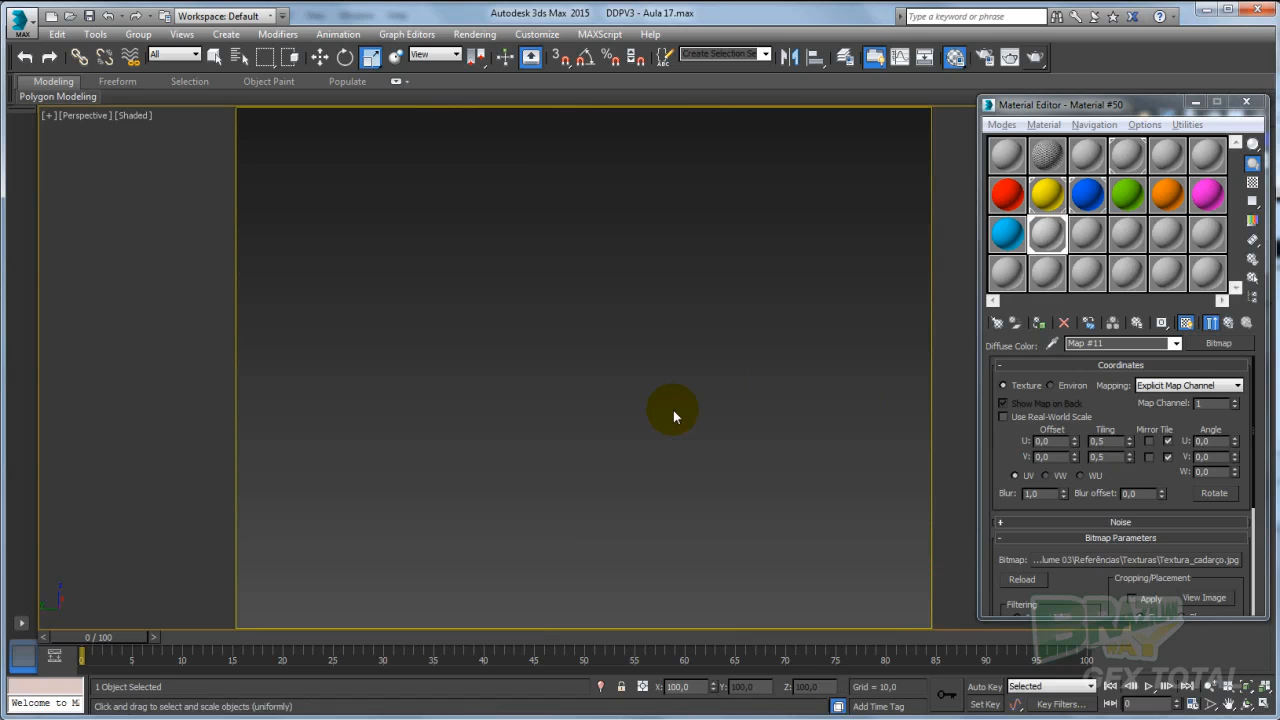 Workspace: Default
Autodesk 3ds Max 2015 DDPV3 - Aula 17.max
Type a keyword or phrase
MAX
Edit Tools Group Views Create Modifiers Animation Graph Editors Rendering Customize MAXScript Help
All
View
Create Selection Se
Modeling Freeform Selection Object Paint Populate
Polygon Modeling
[+] [Perspective] [Shaded]
Material Editor - Material #50
Modes Material Navigation Options Utilities
Diffuse Color: Map #11 Bitmap
- Coordinates
Texture Environ Mapping: Explicit Map Channel
Show Map on Back Map Channel: 1
Use Real-World Scale
Offset Tiling Mirror Tile Angle
U: 0,0 0,5 U: 0,0
V: 0,0 0,5 V: 0,0
W: 0,0
UV VW WU
Blur: 1,0 Blur offset: 0,0 Rotate
+ Noise
- Bitmap Parameters
Bitmap: ...lume 03\Referências\Texturas\Textura_cadarço.jpg
Reload
Cropping/Placement
Apply View Image
Filtering
BRAZUK
WAY
GFX TOTAL
z
0 / 100
0 5 10 15 20 25 30 35 40 45 50 55 60 65 70 75 80 85 90 95 100
1 Object Selected X: 100,0 Y: 100,0 Z: 100,0 Grid = 10,0 Auto Key Selected
Welcome to M
Click and drag to select and scale objects (uniformly) Add Time Tag Set Key Key Filters... 0